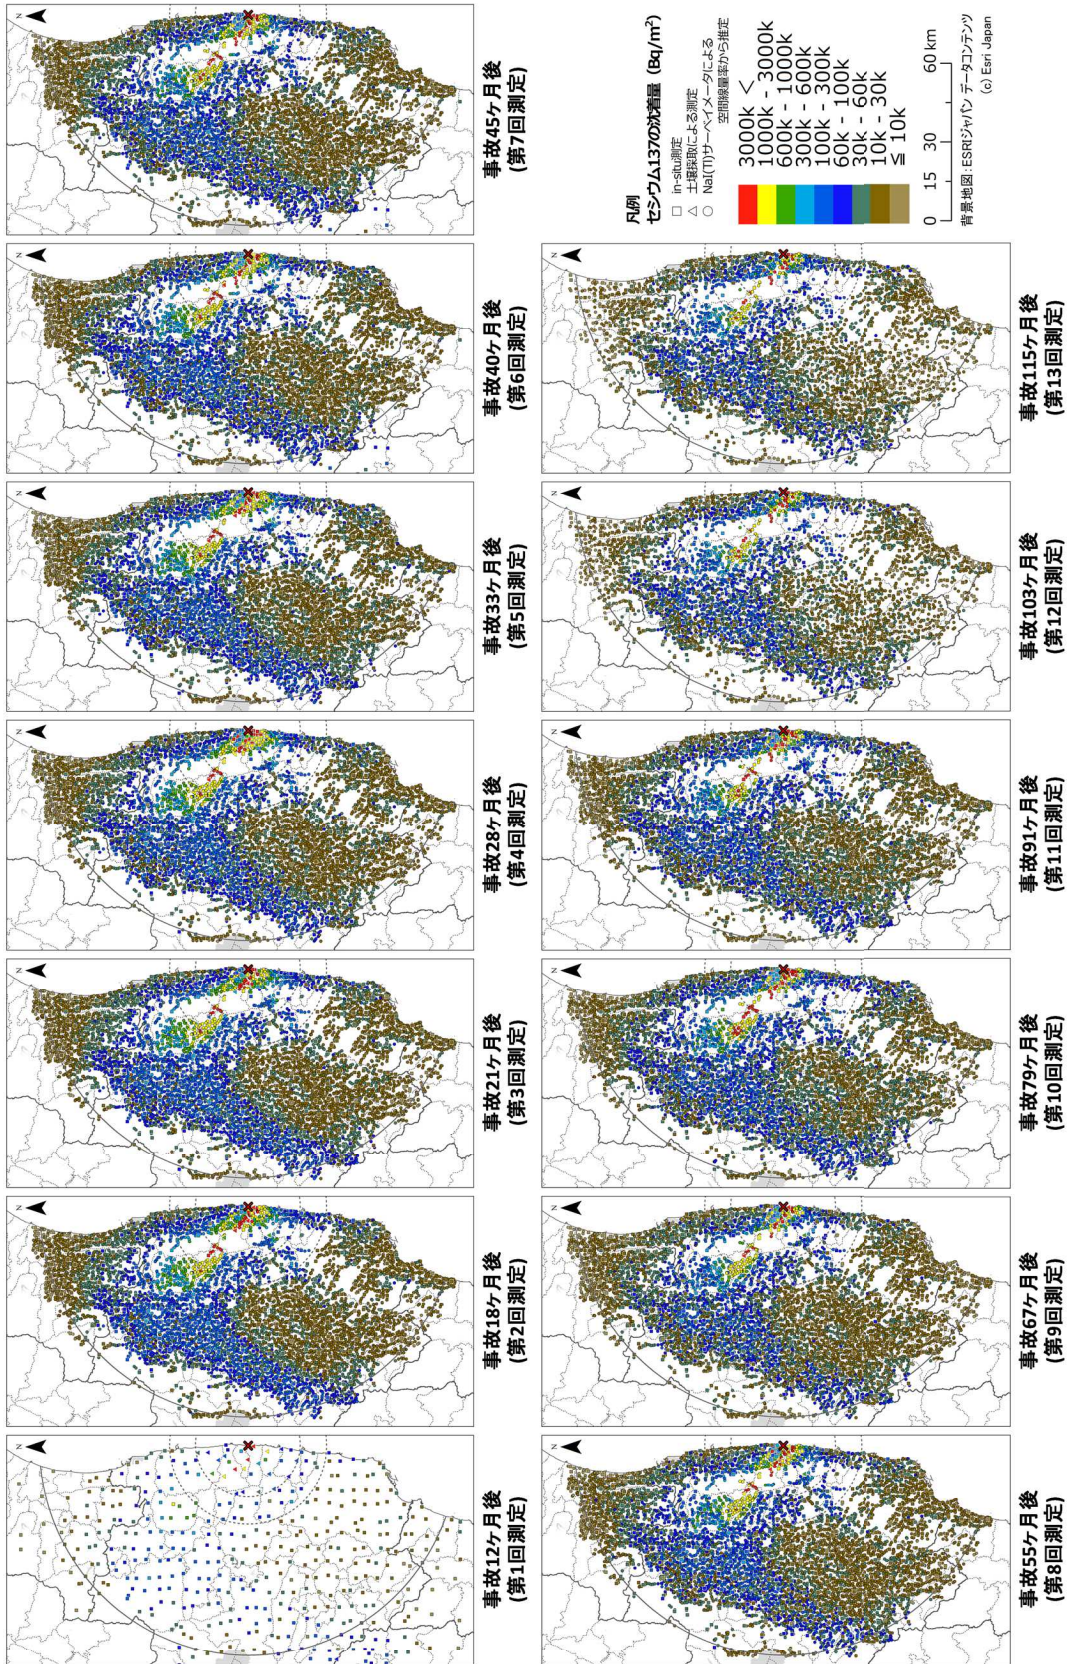 N
事故12ヶ月後
(第1回測定)
N
事故18ヶ月後
(第2回測定)
N
事故21ヶ月後
(第3回測定)
N
事故28ヶ月後
(第4回測定)
N
事故33ヶ月後
(第5回測定)
N
事故40ヶ月後
(第6回測定)
N
事故45ヶ月後
(第7回測定)
N
事故55ヶ月後
(第8回測定)
N
事故67ヶ月後
(第9回測定)
N
事故79ヶ月後
(第10回測定)
N
事故91ヶ月後
(第11回測定)
N
事故103ヶ月後
(第12回測定)
N
事故115ヶ月後
(第13回測定)
凡例
セシウム137の沈着量 (Bq/m²)
□ in-situ測定
△ 土壌採取による測定
○ NaI(Tl)サーベイメータによる
空間線量率から推定
3000k <
1000k - 3000k
600k - 1000k
300k - 600k
100k - 300k
60k - 100k
30k - 60k
10k - 30k
≦ 10k
0 15 30 60 km
背景地図:ESRIジャパン データコンテンツ
(c) Esri Japan